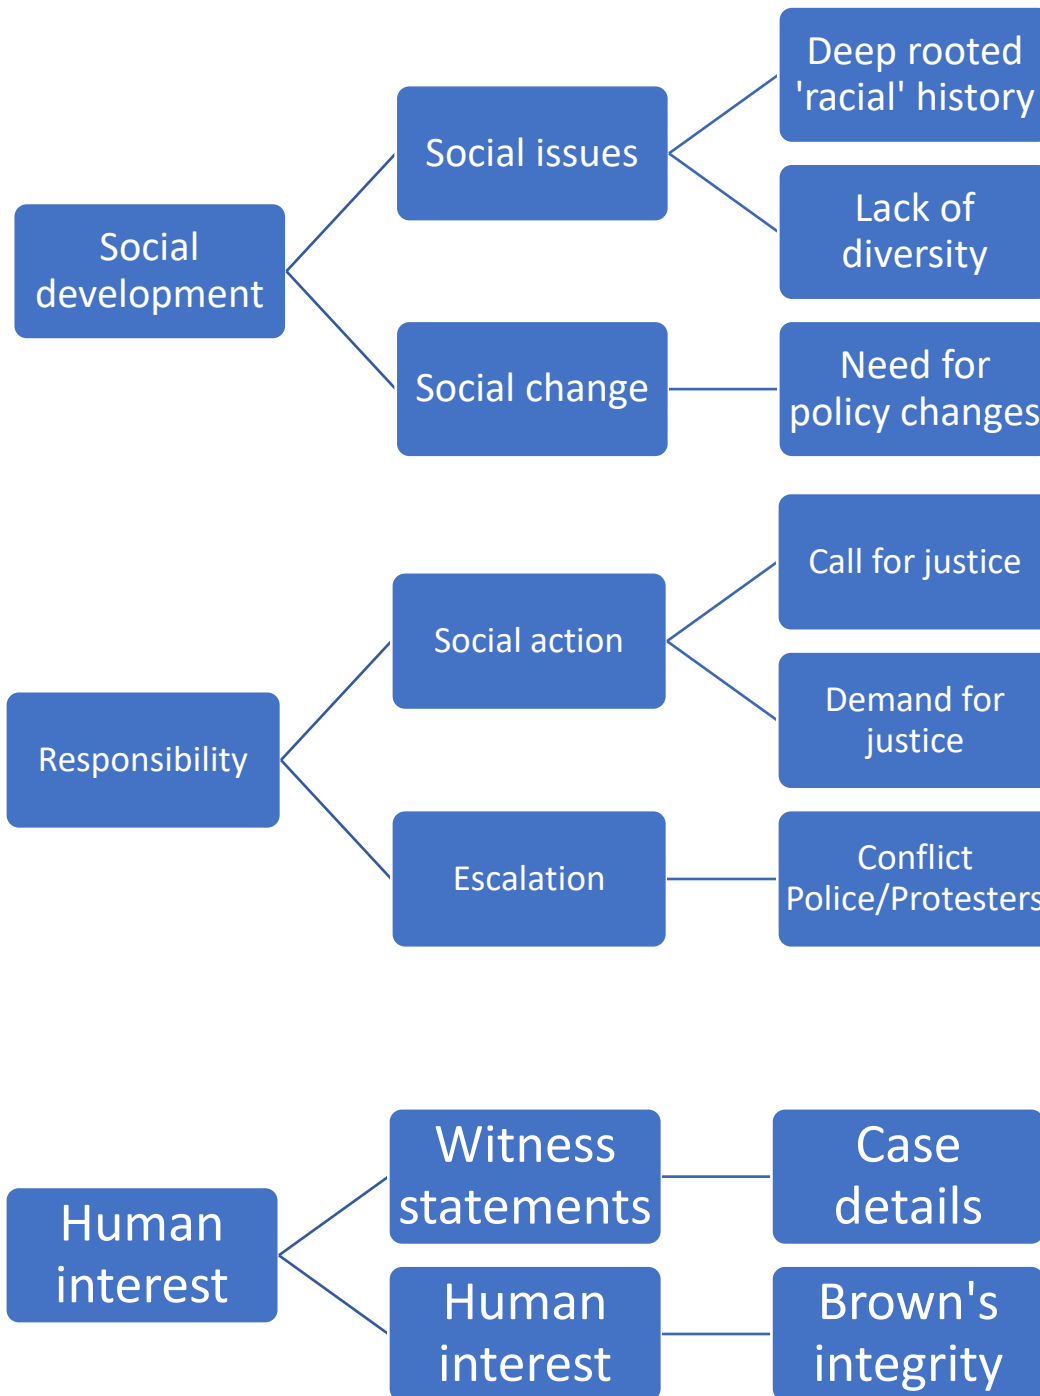 Deep rooted
'racial' history
Social issues
Lack of
diversity
Social
development
Social change
Need for
policy changes
Call for justice
Social action
Demand for
justice
Responsibility
Escalation
Conflict
Police/Protesters
Witness
statements
Case
details
Human
interest
Human
interest
Brown's
integrity